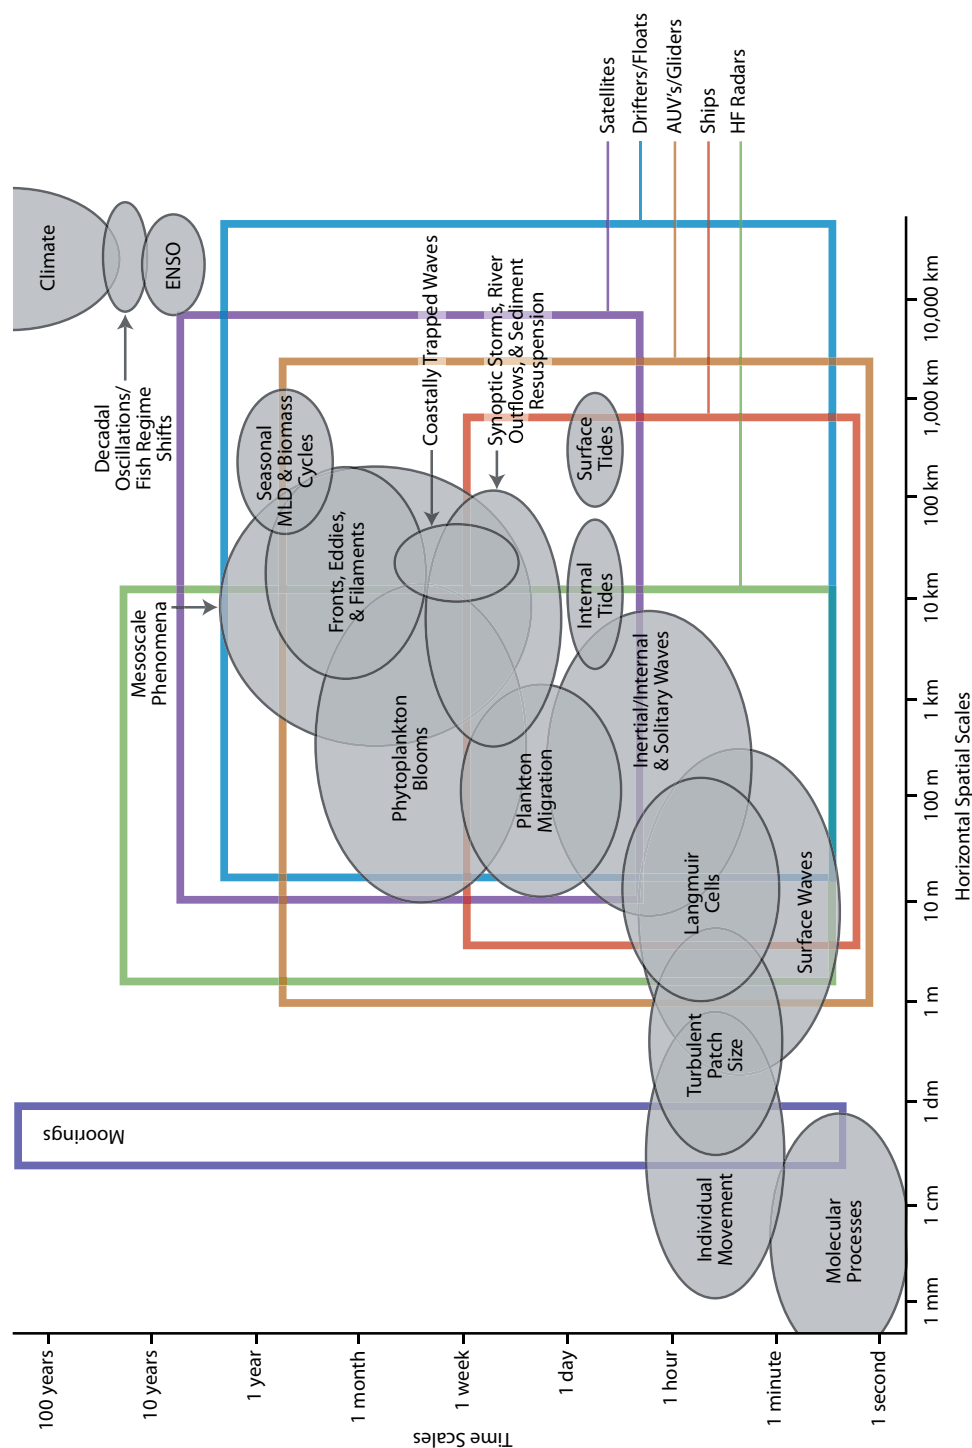 Time Scales
100 years
10 years
1 year
1 month
1 week
1 day
1 hour
1 minute
1 second
1 mm
1 cm
1 dm
1 m
10 m
100 m
1 km
10 km
100 km
1,000 km
10,000 km
Horizontal Spatial Scales
Moorings
Climate
Decadal
Oscillations/
Fish Regime
Shifts
ENSO
Mesoscale
Phenomena
Seasonal
MLD & Biomass
Cycles
Fronts, Eddies,
& Filaments
Coastally Trapped Waves
Synoptic Storms, River
Outflows, & Sediment
Resuspension
Phytoplankton
Blooms
Plankton
Migration
Surface
Tides
Internal
Tides
Inertial/Internal
& Solitary Waves
Langmuir
Cells
Surface Waves
Turbulent
Patch
Size
Individual
Movement
Molecular
Processes
Satellites
Drifters/Floats
AUV's/Gliders
Ships
HF Radars